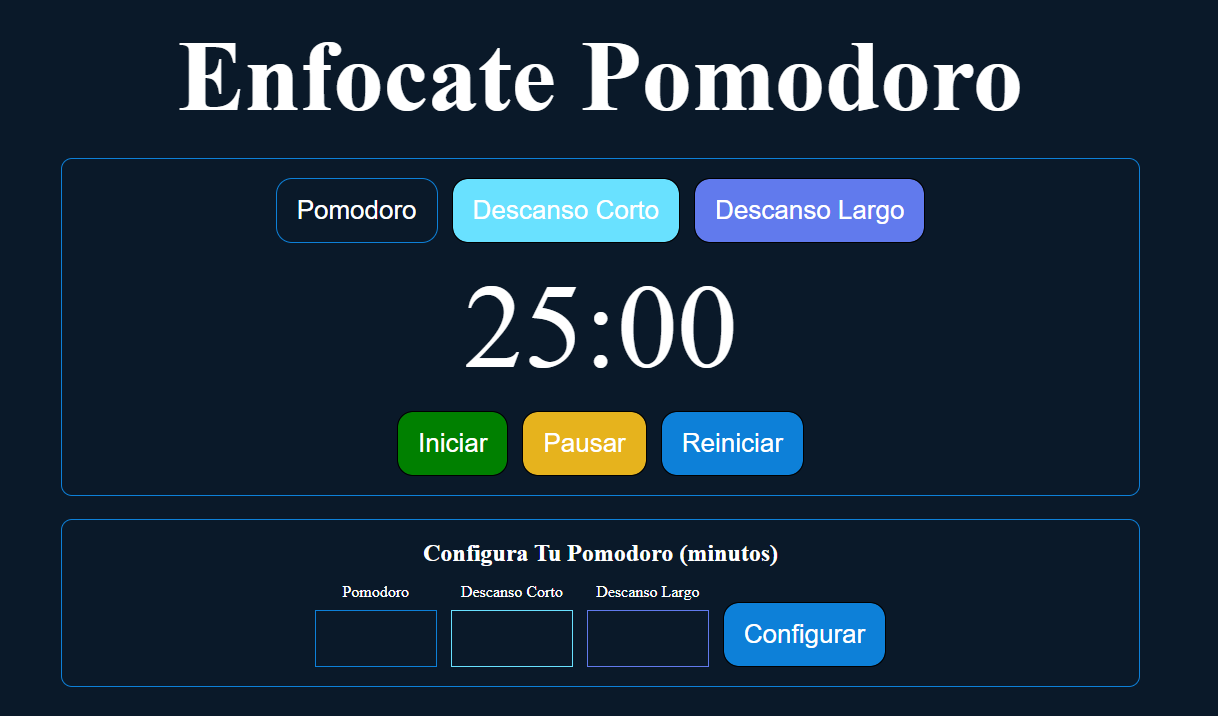 Enfocate Pomodoro
Pomodoro Descanso Corto Descanso Largo
25:00
Iniciar Pausar Reiniciar
Configura Tu Pomodoro (minutos)
Pomodoro Descanso Corto Descanso Largo
Configurar